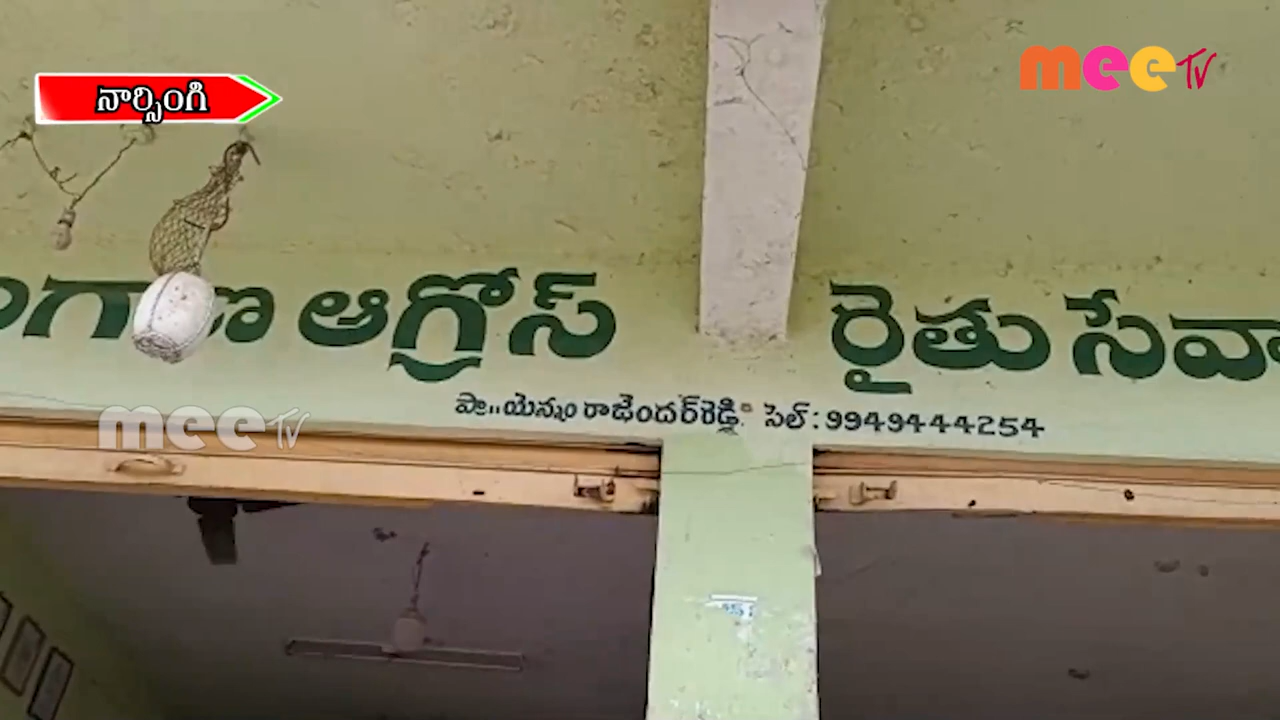 నార్సింగి
mee TV
ఆగ్రోస్ రైతు సేవా
ప్రొ..యెన్నం రాజేందర్‌రెడ్డి. సెల్ : 9949444254
mee TV